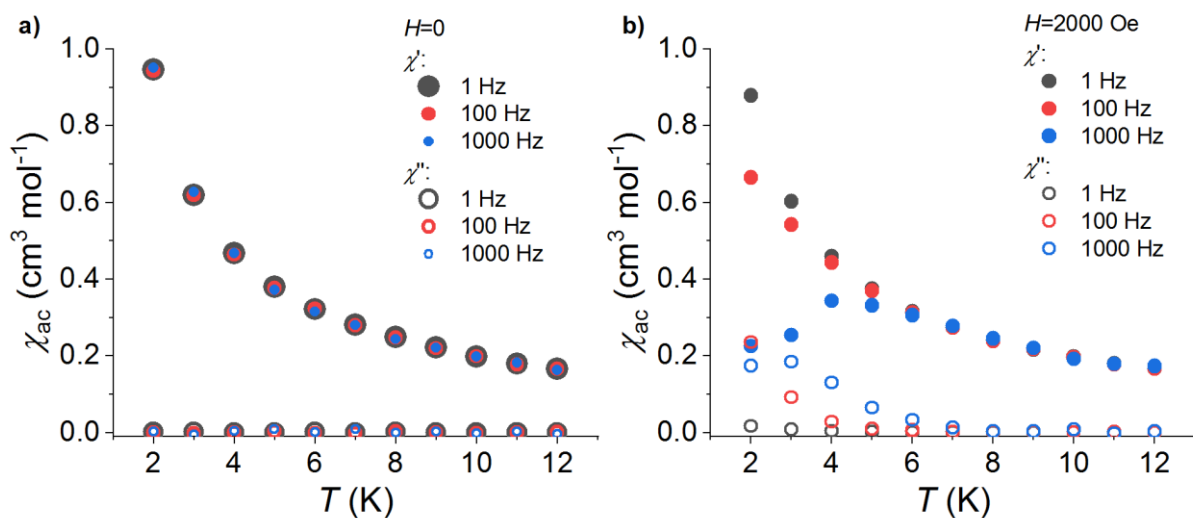 a)
H=0
χ':
1 Hz
100 Hz
1000 Hz
χ":
1 Hz
100 Hz
1000 Hz
χac (cm³ mol⁻¹)
1.0
0.8
0.6
0.4
0.2
0.0
2 4 6 8 10 12
T (K)
b)
H=2000 Oe
χ':
1 Hz
100 Hz
1000 Hz
χ":
1 Hz
100 Hz
1000 Hz
χac (cm³ mol⁻¹)
1.0
0.8
0.6
0.4
0.2
0.0
2 4 6 8 10 12
T (K)